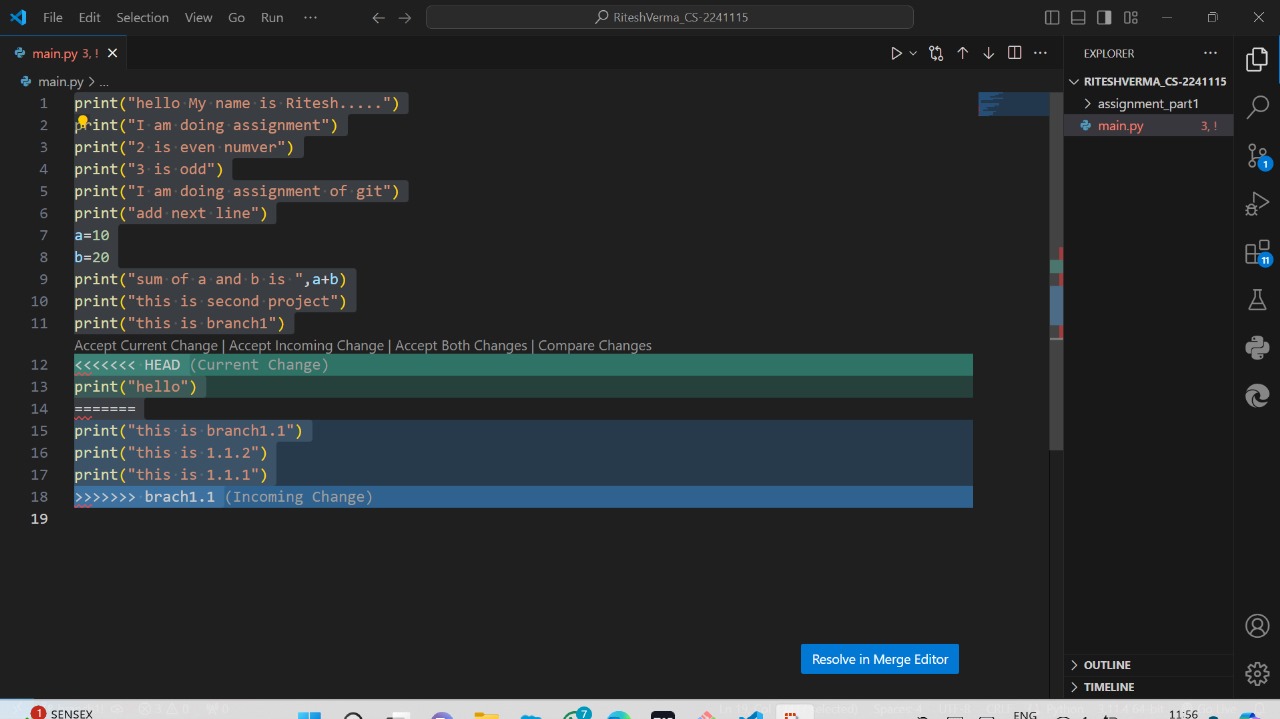 File Edit Selection View Go Run ··· RiteshVerma_CS-2241115
main.py 3, !
main.py > ...
1 print("hello My name is Ritesh.....")
2 print("I am doing assignment")
3 print("2 is even numver")
4 print("3 is odd")
5 print("I am doing assignment of git")
6 print("add next line")
7 a=10
8 b=20
9 print("sum of a and b is ",a+b)
10 print("this is second project")
11 print("this is branch1")
Accept Current Change | Accept Incoming Change | Accept Both Changes | Compare Changes
12 <<<<<<< HEAD (Current Change)
13 print("hello")
14 =======
15 print("this is branch1.1")
16 print("this is 1.1.2")
17 print("this is 1.1.1")
18 >>>>>>> brach1.1 (Incoming Change)
19
Resolve in Merge Editor
EXPLORER ···
RITESHVERMA_CS-2241115
assignment_part1
main.py 3, !
OUTLINE
TIMELINE
1
11
1 SENSEX
7
ENG
11:56